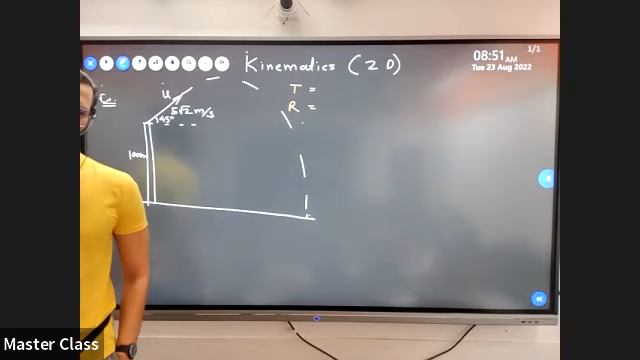 08:51 AM
Tue 23 Aug 2022
1/1
Kinematics (2D)
T =
R =
u
5√2 m/s
45°
100m
Master Class